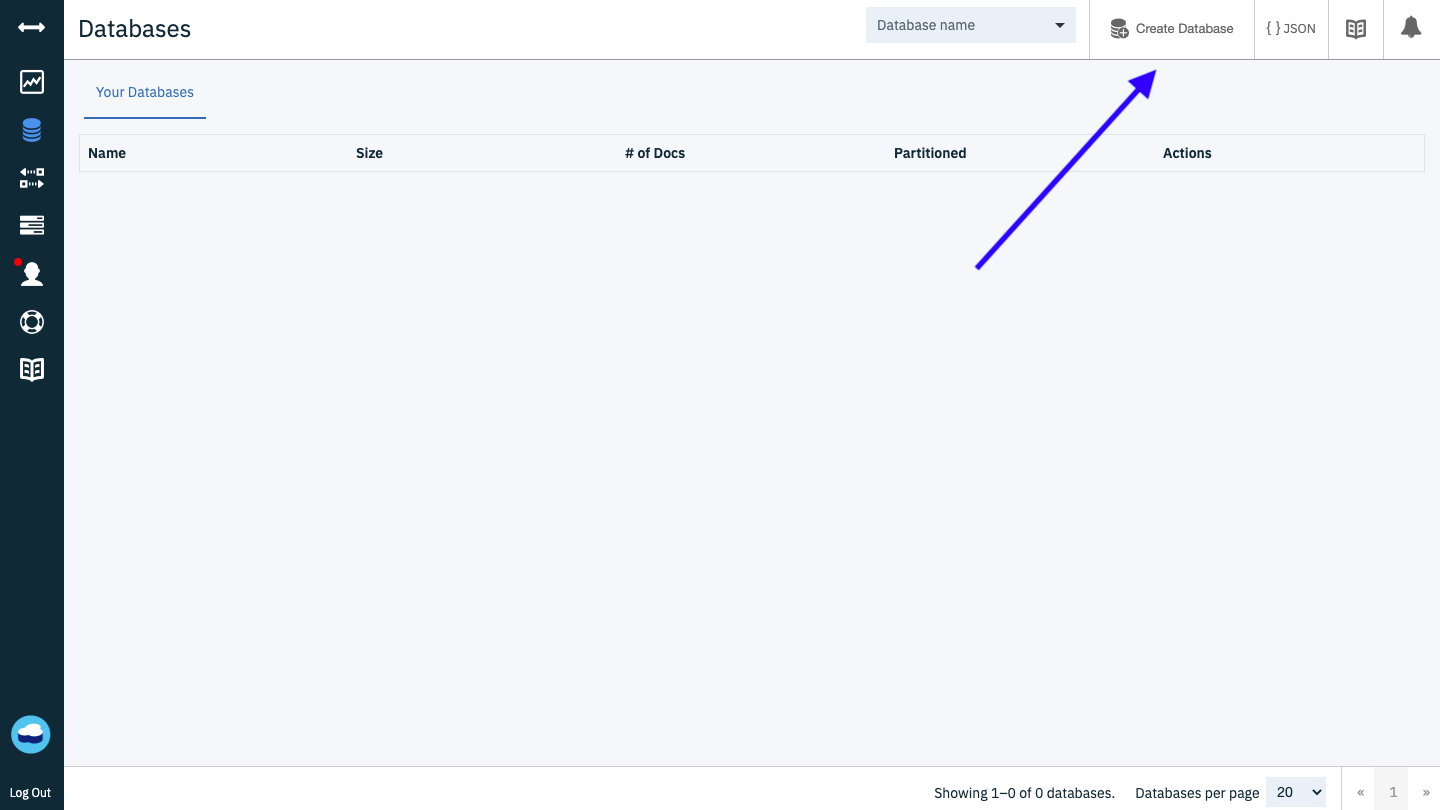 Databases
Database name
Create Database
{ } JSON
Your Databases
Name Size # of Docs Partitioned Actions
Log Out
Showing 1–0 of 0 databases. Databases per page 20 « 1 »